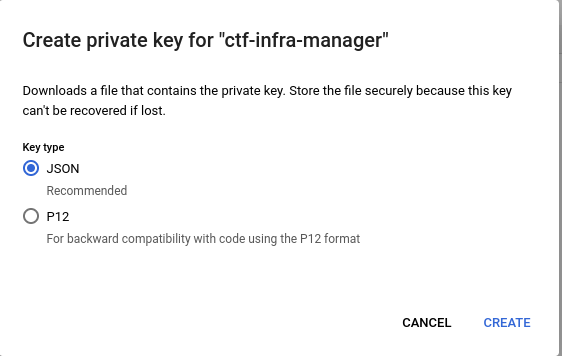 Create private key for "ctf-infra-manager"
Downloads a file that contains the private key. Store the file securely because this key
can't be recovered if lost.
Key type
JSON
Recommended
P12
For backward compatibility with code using the P12 format
CANCEL
CREATE